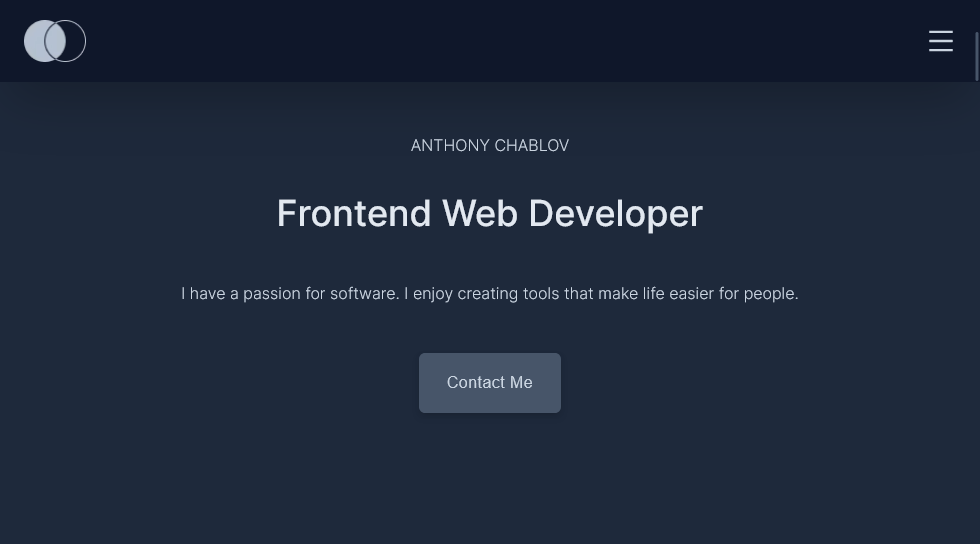 ANTHONY CHABLOV
Frontend Web Developer
I have a passion for software. I enjoy creating tools that make life easier for people.
Contact Me